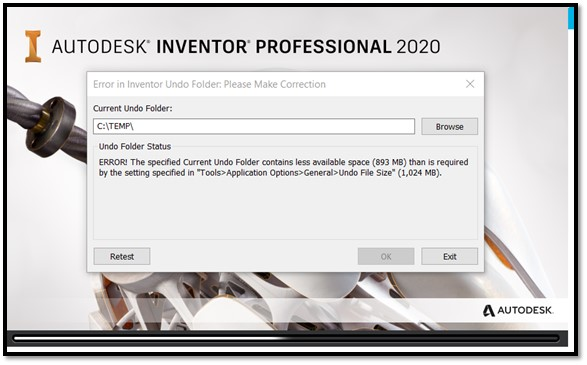 AUTODESK® INVENTOR® PROFESSIONAL 2020
Error in Inventor Undo Folder: Please Make Correction
Current Undo Folder:
C:\TEMP\
Browse
Undo Folder Status
ERROR! The specified Current Undo Folder contains less available space (893 MB) than is required
by the setting specified in "Tools>Application Options>General>Undo File Size" (1,024 MB).
Retest
OK
Exit
AUTODESK.